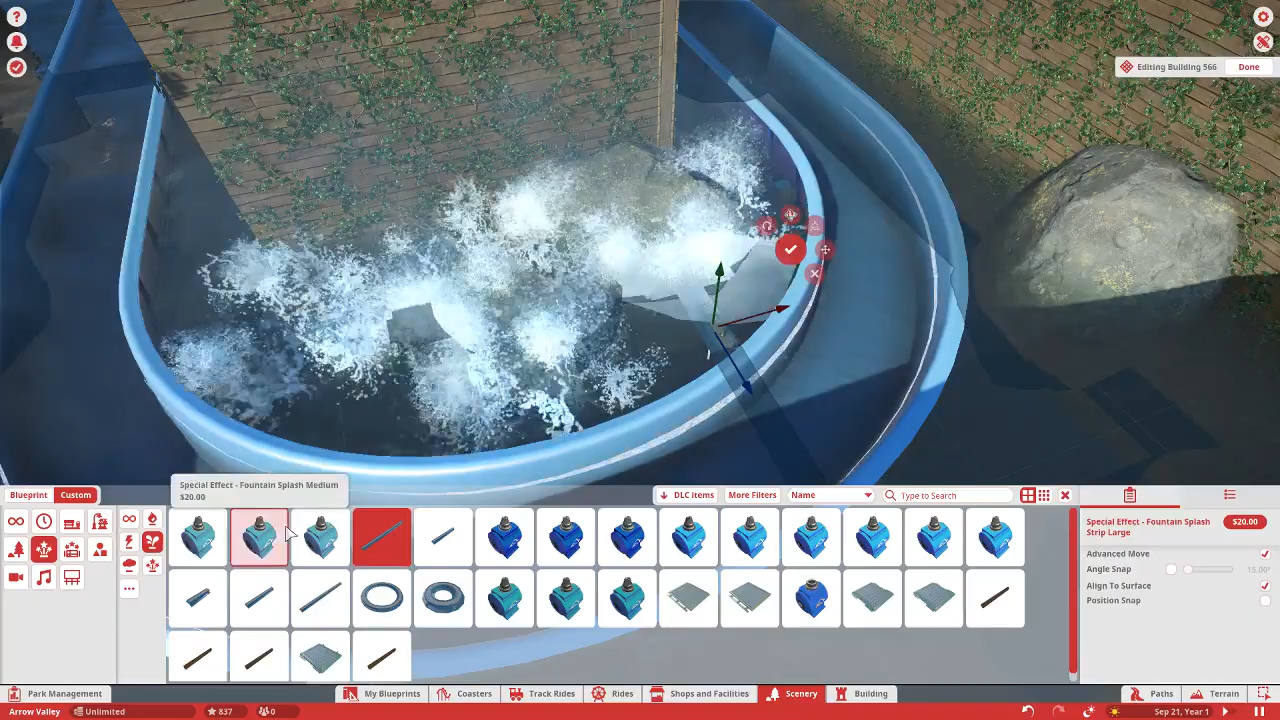 Editing Building 566
Done
Special Effect - Fountain Splash Medium
$20.00
Blueprint
Custom
DLC Items
More Filters
Name
Type to Search
Special Effect - Fountain Splash
Strip Large
$20.00
Advanced Move
Angle Snap
15.00°
Align To Surface
Position Snap
Park Management
My Blueprints
Coasters
Track Rides
Rides
Shops and Facilities
Scenery
Building
Paths
Terrain
Arrow Valley
Unlimited
837
0
Sep 21, Year 1